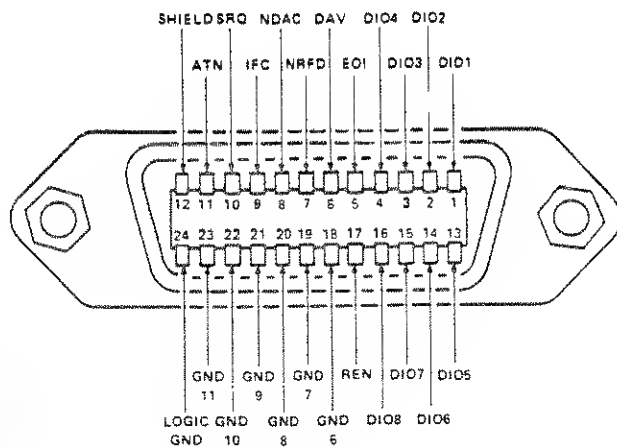 SHIELD SRQ NDAC DAV DIO4 DIO2
ATN IFC NRFD EOI DIO3 DIO1
12 11 10 9 8 7 6 5 4 3 2 1
24 23 22 21 20 19 18 17 16 15 14 13
GND GND GND REN DIO7 DIO5
11 9 7
LOGIC GND GND GND DIO8 DIO6
GND 10 8 6